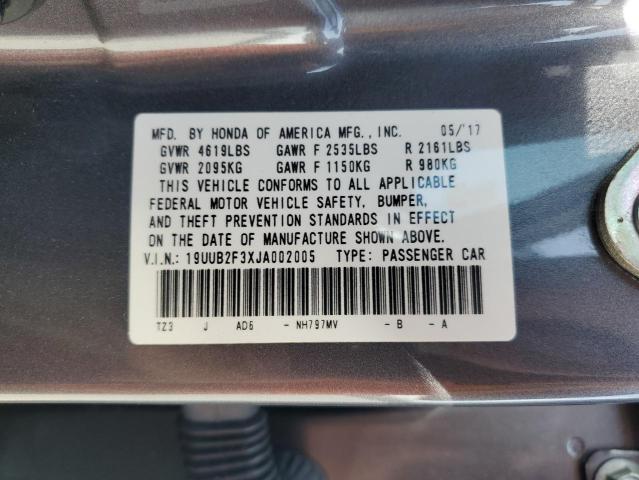 MFD. BY HONDA OF AMERICA MFG., INC. 05/'17
GVWR 4619LBS GAWR F 2535LBS R 2161LBS
GVWR 2095KG GAWR F 1150KG R 980KG
THIS VEHICLE CONFORMS TO ALL APPLICABLE
FEDERAL MOTOR VEHICLE SAFETY, BUMPER,
AND THEFT PREVENTION STANDARDS IN EFFECT
ON THE DATE OF MANUFACTURE SHOWN ABOVE.
V.I.N.: 19UUB2F3XJA002005 TYPE: PASSENGER CAR
TZ3 J AD6 - NH797MV - B - A